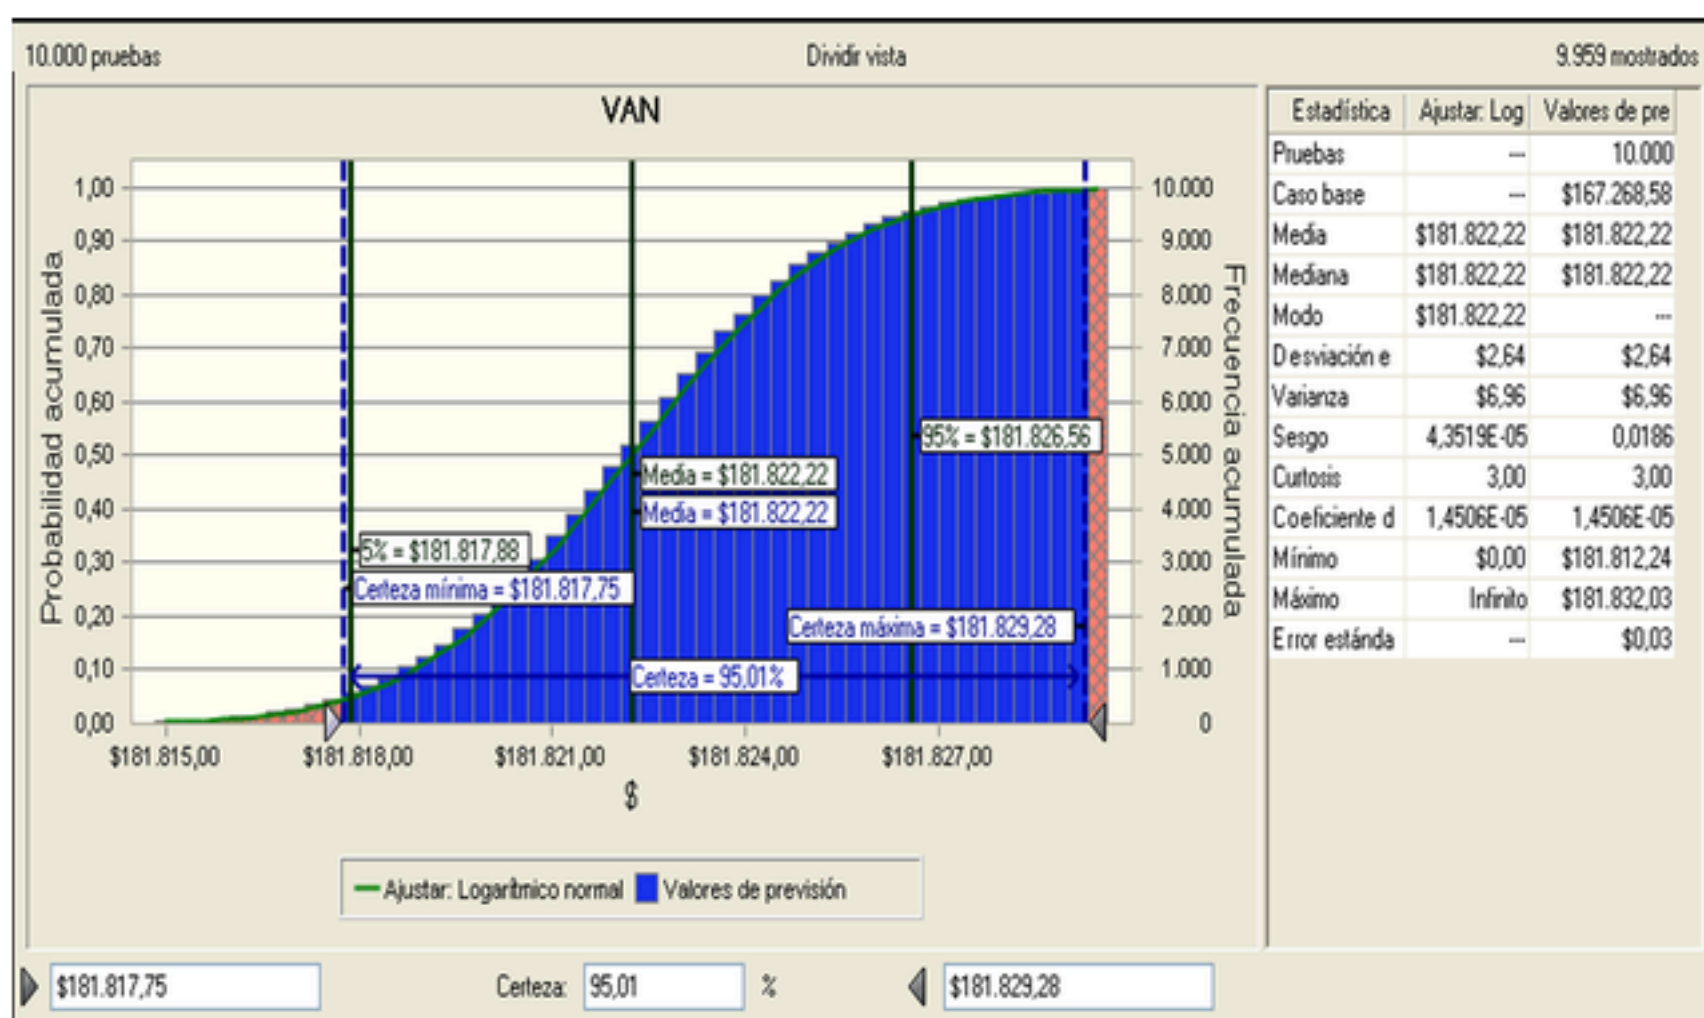 10.000 pruebas
Dividir vista
9.959 mostrados
VAN
Probabilidad acumulada
1,00
0,90
0,80
0,70
0,60
0,50
0,40
0,30
0,20
0,10
0,00
10.000
9.000
8.000
7.000
6.000
5.000
4.000
3.000
2.000
1.000
0
Frecuencia acumulada
95% = $181.826,56
Media = $181.822,22
Media = $181.822,22
5% = $181.817,88
Certeza mínima = $181.817,75
Certeza máxima = $181.829,28
Certeza = 95,01%
$181.815,00 $181.818,00 $181.821,00 $181.824,00 $181.827,00
$
Ajustar: Logarítmico normal Valores de previsión
Estadística Ajustar: Log Valores de pre
Pruebas --- 10.000
Caso base --- $167.268,58
Media $181.822,22 $181.822,22
Mediana $181.822,22 $181.822,22
Modo $181.822,22 ---
Desviación e $2,64 $2,64
Varianza $6,96 $6,96
Sesgo 4,3519E-05 0,0186
Curtosis 3,00 3,00
Coeficiente d 1,4506E-05 1,4506E-05
Mínimo $0,00 $181.812,24
Máximo Infinito $181.832,03
Error estánda --- $0,03
$181.817,75 Certeza: 95,01 % $181.829,28